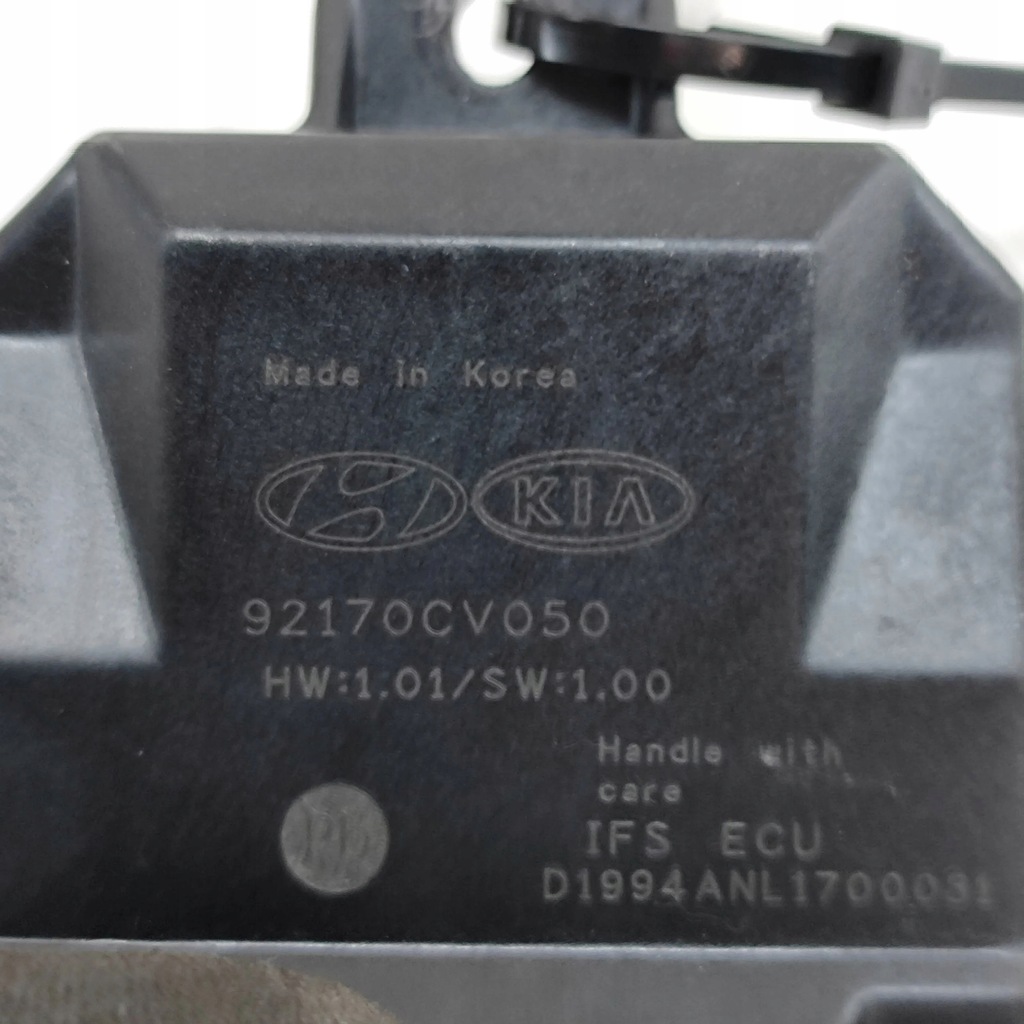 Made in Korea
KIA
92170CV050
HW:1.01/SW:1.00
Handle with
care
IFS ECU
D1994ANL1700031